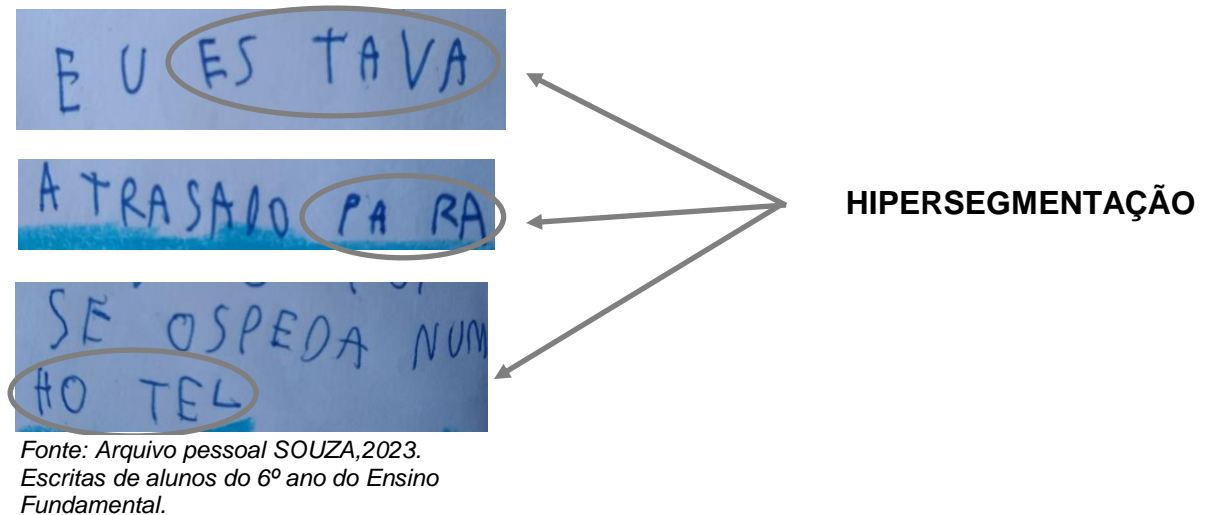 E U ES TAVA
A TRASADO PA RA
SE OSPEDA NUM
HO TEL
HIPERSEGMENTAÇÃO
Fonte: Arquivo pessoal SOUZA,2023.
Escritas de alunos do 6º ano do Ensino
Fundamental.